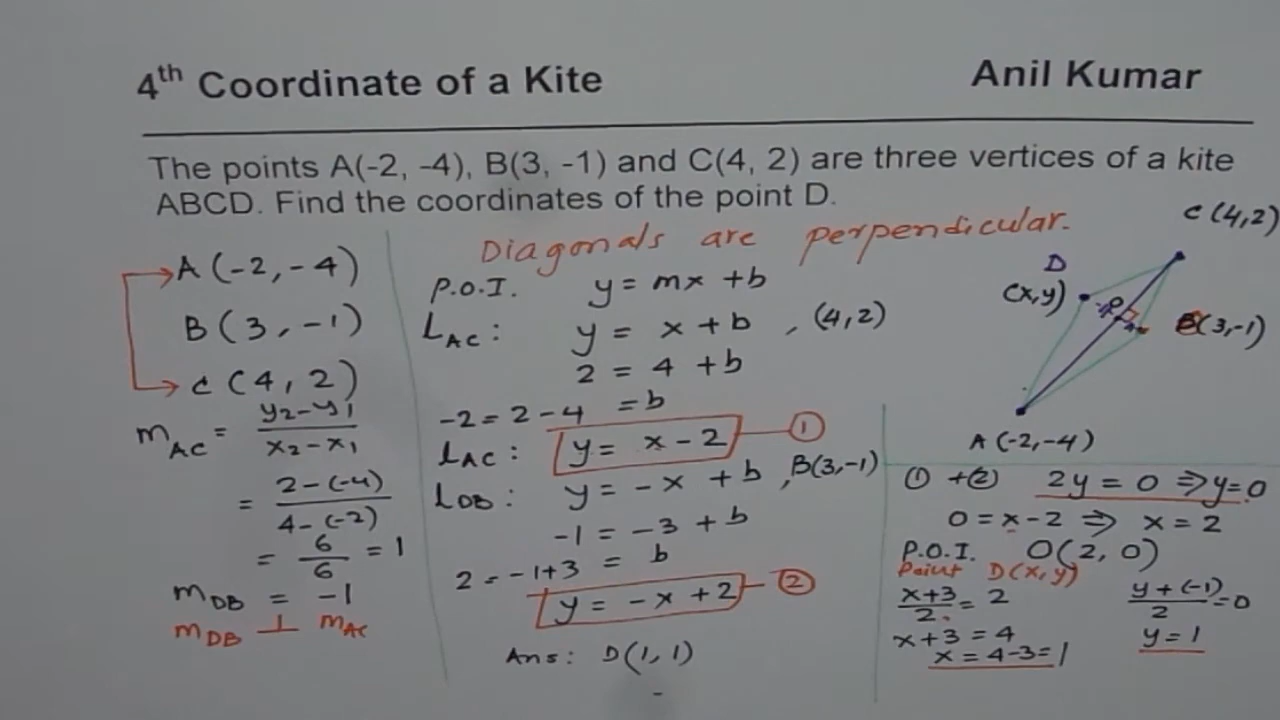 4th Coordinate of a Kite
Anil Kumar
The points A(-2, -4), B(3, -1) and C(4, 2) are three vertices of a kite
ABCD. Find the coordinates of the point D.
A(-2,-4)
B(3,-1)
C(4,2)
mAC = y2-y1 / x2-x1
= 2-(-4) / 4-(-2)
= 6/6 = 1
mDB = -1
mDB ⊥ mAC
Diagonals are perpendicular.
P.O.I. y = mx + b
LAC: y = x + b , (4,2)
2 = 4 + b
-2 = 2-4 = b
LAC: y = x - 2 ①
LDB: y = -x + b , B(3,-1)
-1 = -3 + b
2 = -1+3 = b
y = -x + 2 ②
Ans: D(1,1)
C(4,2)
D
(x,y)
B(3,-1)
A(-2,-4)
① + ② 2y = 0 ⇒ y = 0
0 = x - 2 ⇒ x = 2
P.O.I. O(2,0)
Point D(x,y)
x+3 / 2 = 2
y+(-1) / 2 = 0
x+3 = 4
y = 1
x = 4-3 = 1